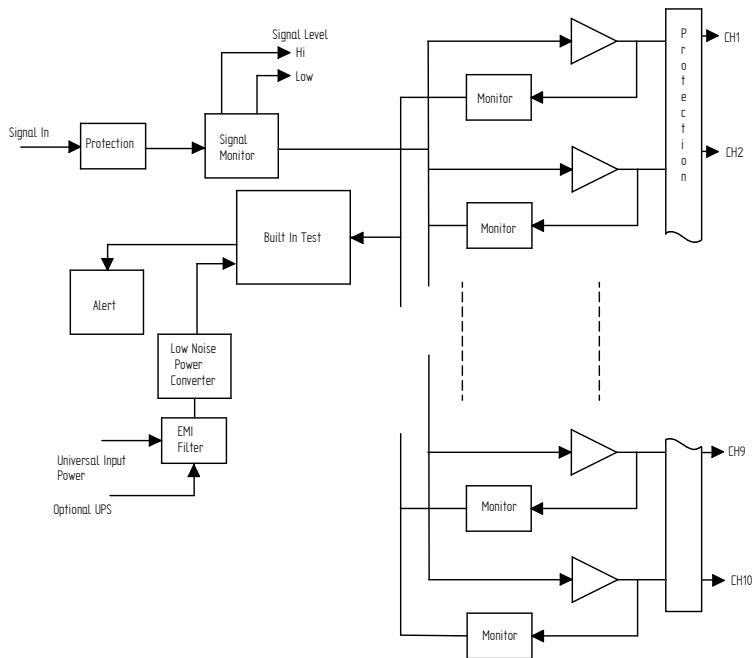 Signal Level
Hi
Low
Signal In
Protection
Signal
Monitor
Built In Test
Alert
Low Noise
Power
Converter
EMI
Filter
Universal Input
Power
Optional UPS
Monitor
Monitor
Protection
CH1
CH2
Monitor
Monitor
CH9
CH10